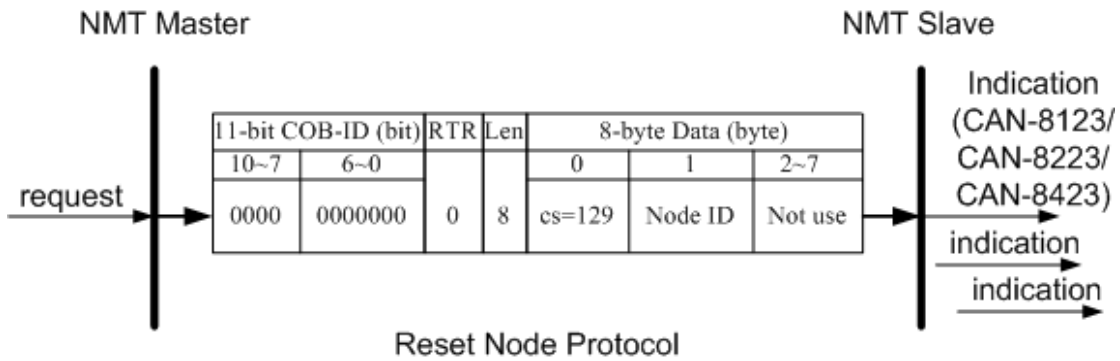 NMT Master
NMT Slave
Indication
(CAN-8123/
CAN-8223/
CAN-8423)
request
11-bit COB-ID (bit) RTR Len 8-byte Data (byte)
10~7 6~0 0 1 2~7
0000 0000000 0 8 cs=129 Node ID Not use
indication
indication
Reset Node Protocol